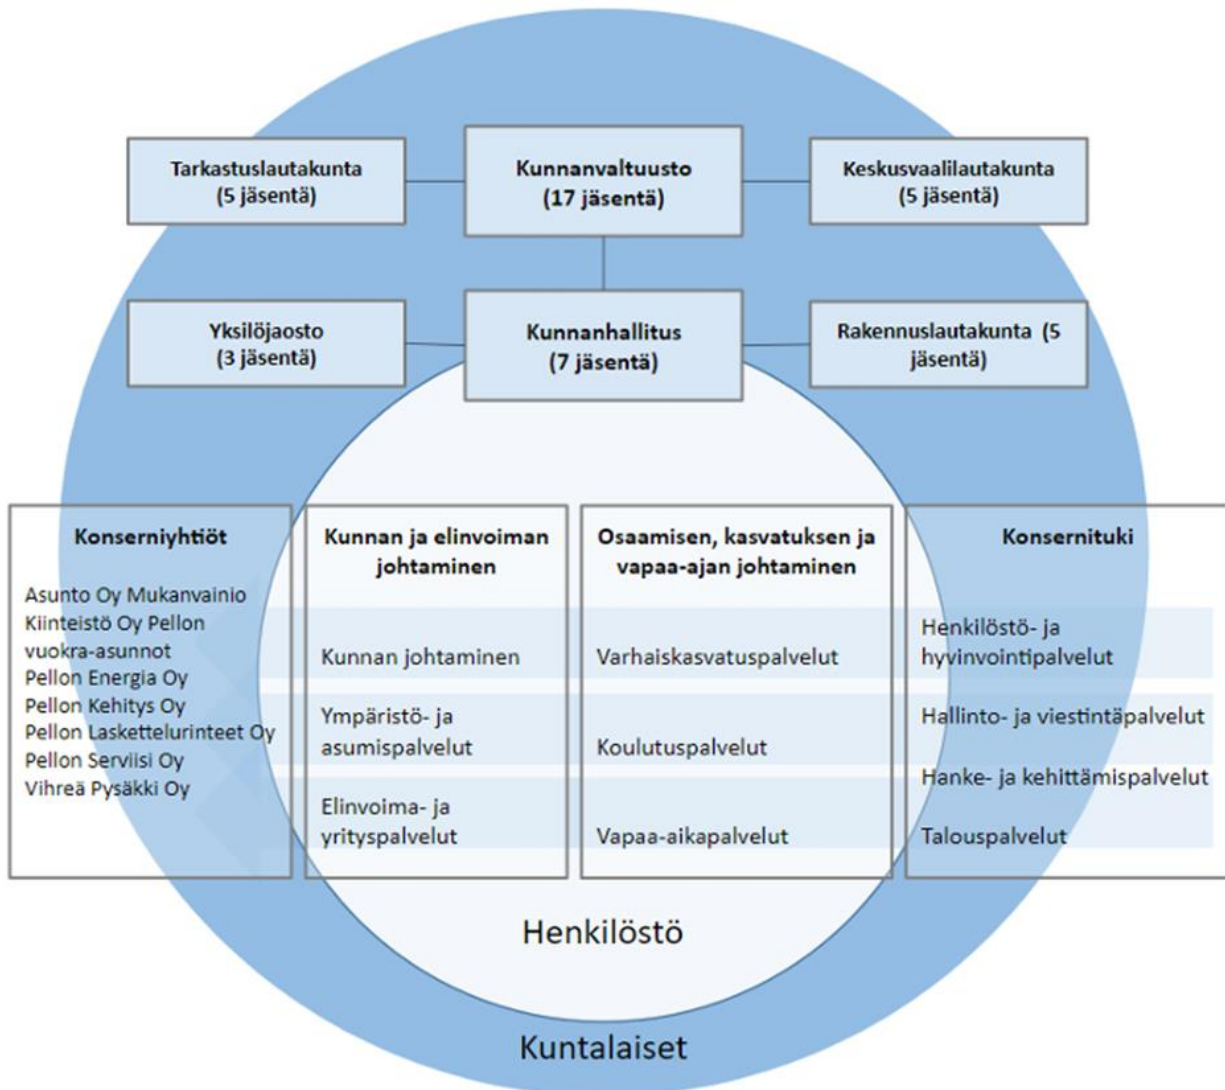 Tarkastuslautakunta
(5 jäsentä)
Kunnanvaltuusto
(17 jäsentä)
Keskusvaalilautakunta
(5 jäsentä)
Yksilöjaosto
(3 jäsentä)
Kunnanhallitus
(7 jäsentä)
Rakennuslautakunta (5
jäsentä)
Konserniyhtiöt
Asunto Oy Mukanvainio
Kiinteistö Oy Pellon
vuokra-asunnot
Pellon Energia Oy
Pellon Kehitys Oy
Pellon Laskettelurinteet Oy
Pellon Serviisi Oy
Vihreä Pysäkki Oy
Kunnan ja elinvoiman
johtaminen
Kunnan johtaminen
Ympäristö- ja
asumispalvelut
Elinvoima- ja
yrityspalvelut
Osaamisen, kasvatuksen ja
vapaa-ajan johtaminen
Varhaiskasvatuspalvelut
Koulutuspalvelut
Vapaa-aikapalvelut
Konsernituki
Henkilöstö- ja
hyvinvointipalvelut
Hallinto- ja viestintäpalvelut
Hanke- ja kehittämispalvelut
Talouspalvelut
Henkilöstö
Kuntalaiset